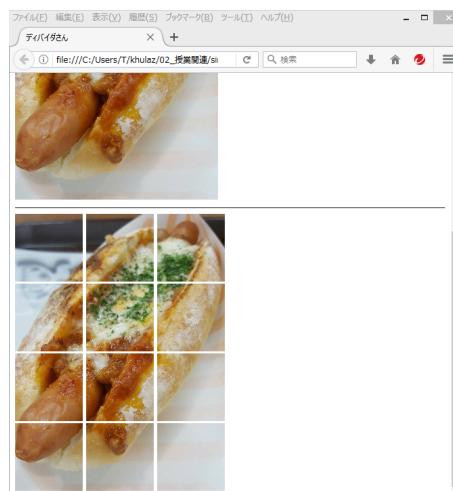 ファイル(F) 編集(E) 表示(V) 履歴(S) ブックマーク(B) ツール(T) ヘルプ(H)
ディバイダさん
file:///C:/Users/T/khulaz/02_授業関連/sii
検索